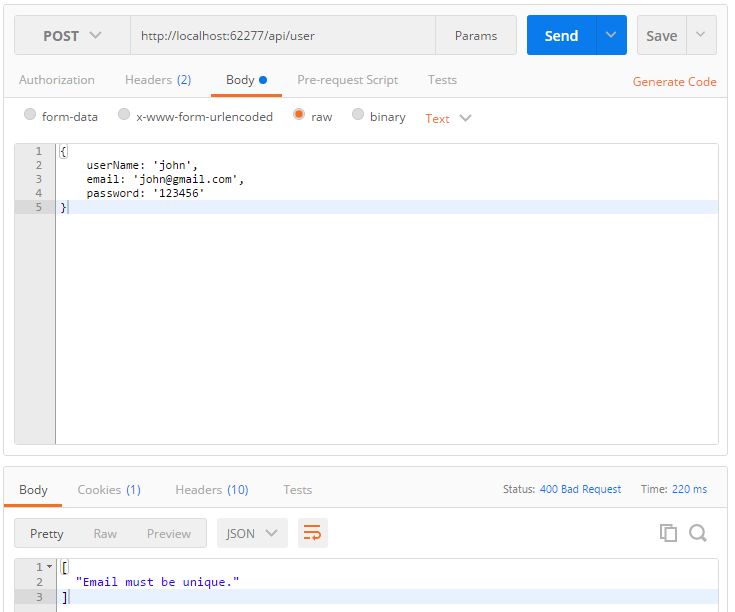 POST http://localhost:62277/api/user Params Send Save
Authorization Headers (2) Body Pre-request Script Tests Generate Code
form-data x-www-form-urlencoded raw binary Text
1 {
2 userName: 'john',
3 email: 'john@gmail.com',
4 password: '123456'
5 }
Body Cookies (1) Headers (10) Tests Status: 400 Bad Request Time: 220 ms
Pretty Raw Preview JSON
1 [
2 "Email must be unique."
3 ]